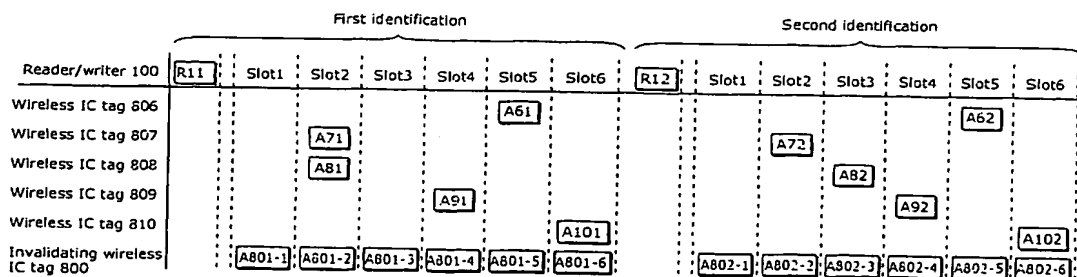 First identification
Second identification
Reader/writer 100 R11 Slot1 Slot2 Slot3 Slot4 Slot5 Slot6 R12 Slot1 Slot2 Slot3 Slot4 Slot5 Slot6
Wireless IC tag 806 A61 A62
Wireless IC tag 807 A71 A72
Wireless IC tag 808 A81 A82
Wireless IC tag 809 A91 A92
Wireless IC tag 810 A101 A102
Invalidating wireless
IC tag 800 A801-1 A801-2 A801-3 A801-4 A801-5 A801-6 A802-1 A802-2 A802-3 A802-4 A802-5 A802-6